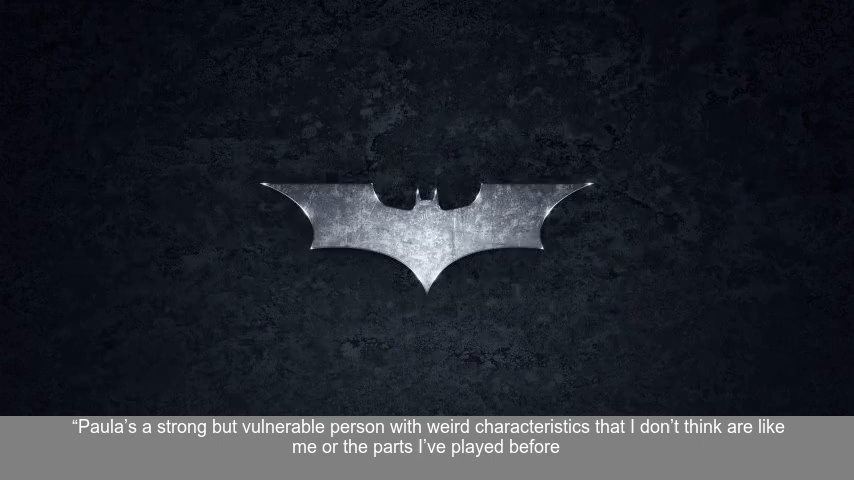 “Paula’s a strong but vulnerable person with weird characteristics that I don’t think are like
me or the parts I’ve played before